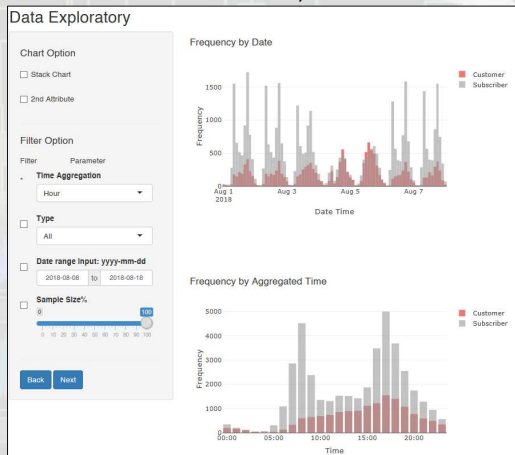 Data Exploratory
Chart Option
Stack Chart
2nd Attribute
Filter Option
Filter Parameter
Time Aggregation
Hour
Type
All
Date range input: yyyy-mm-dd
2018-08-08 to 2018-08-18
Sample Size%
0 100
0 10 20 30 40 50 60 70 80 90 100
Back Next
Frequency by Date
Customer
Subscriber
1500
1000
500
0
Frequency
Aug 1 Aug 3 Aug 5 Aug 7
2018
Date Time
Frequency by Aggregated Time
Customer
Subscriber
5000
4000
3000
2000
1000
0
Frequency
00:00 05:00 10:00 15:00 20:00
Time